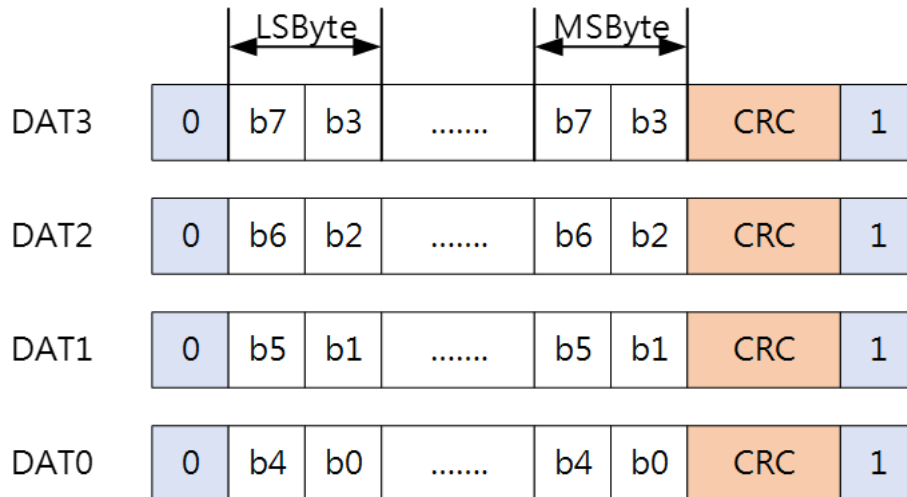 LSByte MSByte
DAT3 0 b7 b3 ....... b7 b3 CRC 1
DAT2 0 b6 b2 ....... b6 b2 CRC 1
DAT1 0 b5 b1 ....... b5 b1 CRC 1
DAT0 0 b4 b0 ....... b4 b0 CRC 1